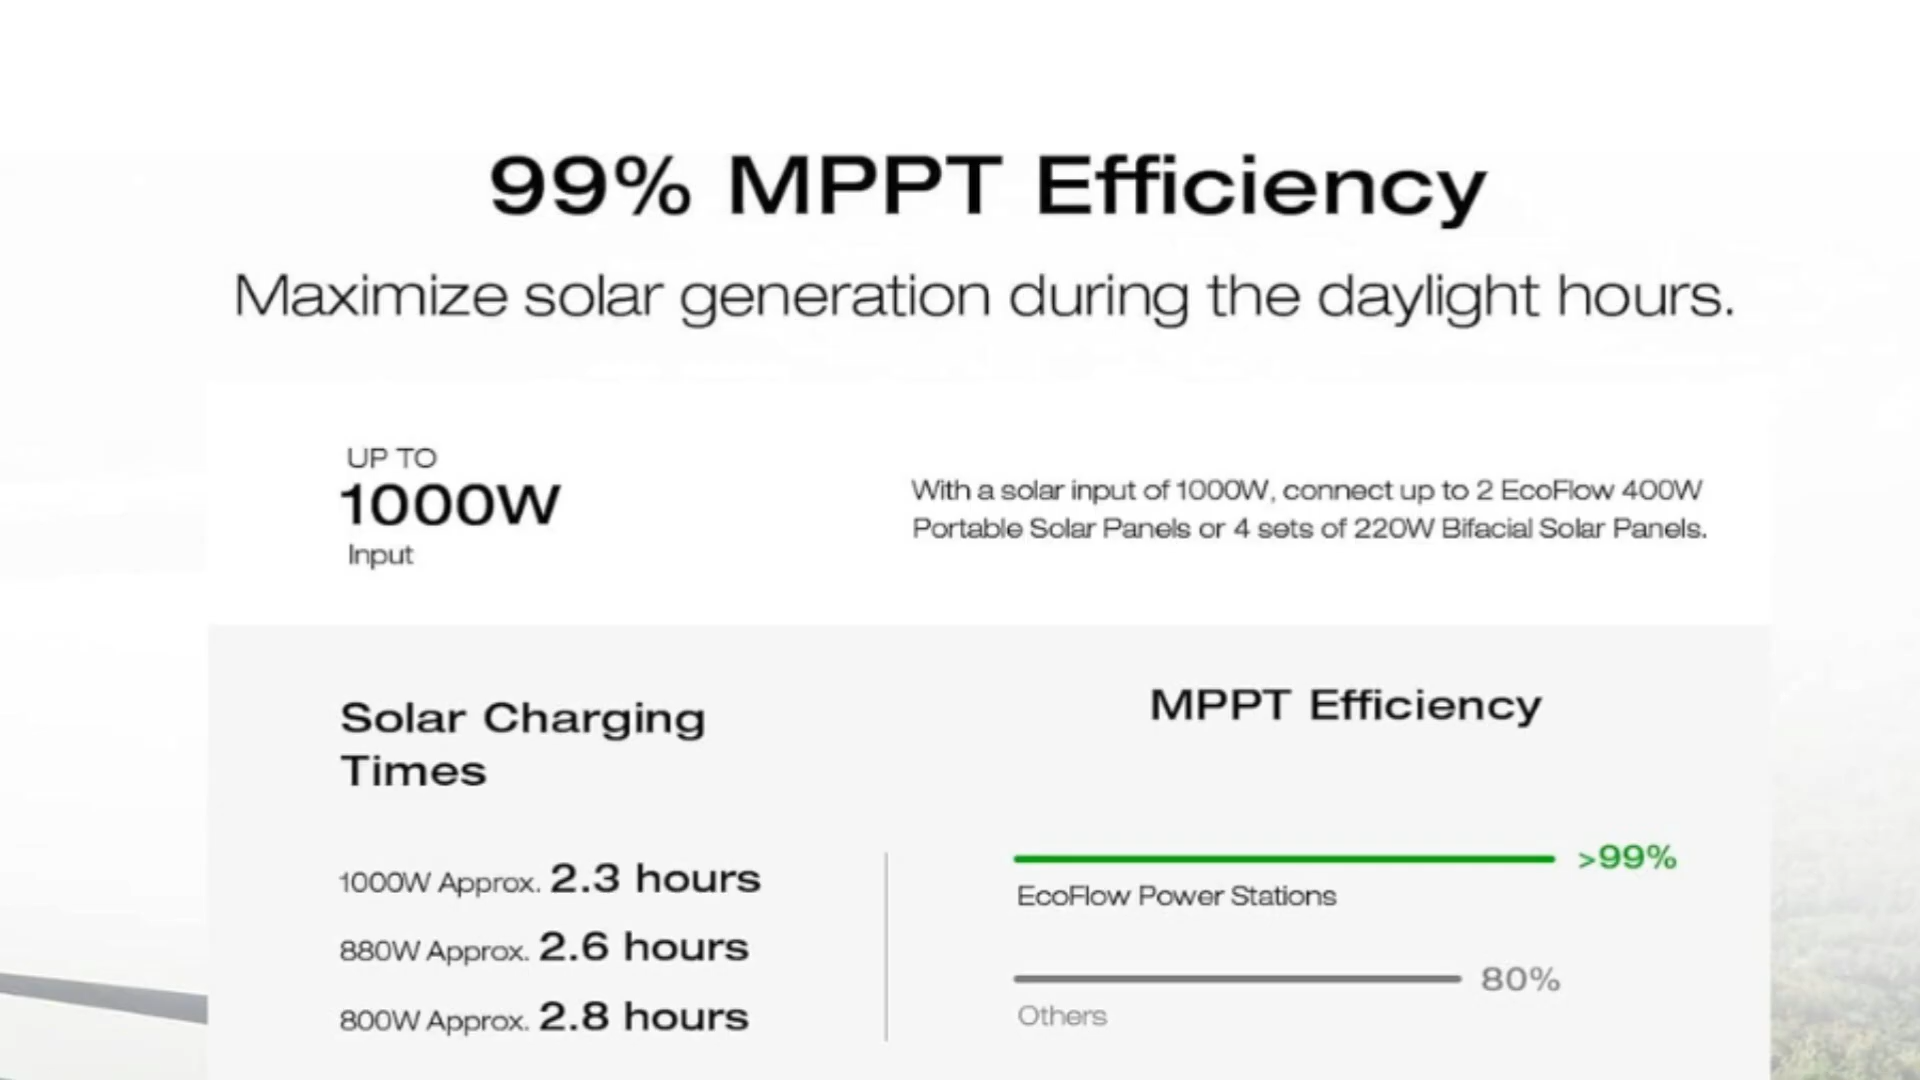 99% MPPT Efficiency
Maximize solar generation during the daylight hours.
UP TO
1000W
Input
With a solar input of 1000W, connect up to 2 EcoFlow 400W
Portable Solar Panels or 4 sets of 220W Bifacial Solar Panels.
Solar Charging
Times
1000W Approx. 2.3 hours
880W Approx. 2.6 hours
800W Approx. 2.8 hours
MPPT Efficiency
>99%
EcoFlow Power Stations
80%
Others